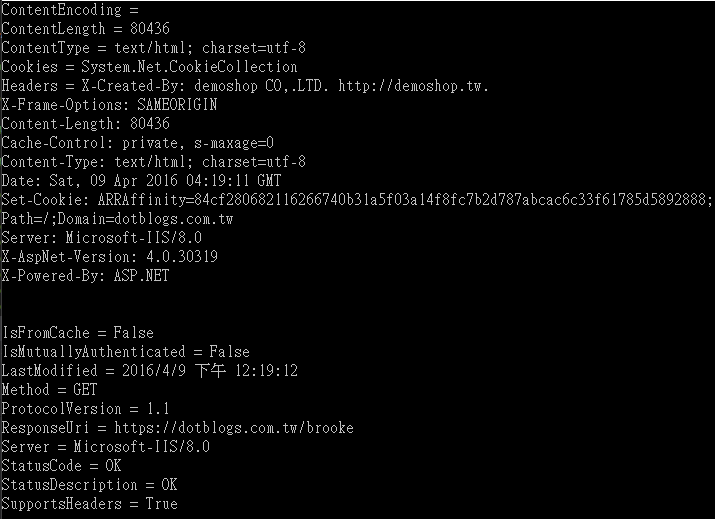 ContentEncoding =
ContentLength = 80436
ContentType = text/html; charset=utf-8
Cookies = System.Net.CookieCollection
Headers = X-Created-By: demoshop CO,.LTD. http://demoshop.tw.
X-Frame-Options: SAMEORIGIN
Content-Length: 80436
Cache-Control: private, s-maxage=0
Content-Type: text/html; charset=utf-8
Date: Sat, 09 Apr 2016 04:19:11 GMT
Set-Cookie: ARRAffinity=84cf280682116266740b31a5f03a14f8fc7b2d787abcac6c33f61785d5892888;
Path=/;Domain=dotblogs.com.tw
Server: Microsoft-IIS/8.0
X-AspNet-Version: 4.0.30319
X-Powered-By: ASP.NET
IsFromCache = False
IsMutuallyAuthenticated = False
LastModified = 2016/4/9 下午 12:19:12
Method = GET
ProtocolVersion = 1.1
ResponseUri = https://dotblogs.com.tw/brooke
Server = Microsoft-IIS/8.0
StatusCode = OK
StatusDescription = OK
SupportsHeaders = True